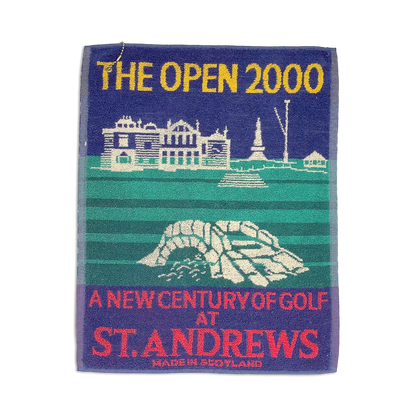 THE OPEN 2000
A NEW CENTURY OF GOLF
AT
ST. ANDREWS
MADE IN SCOTLAND